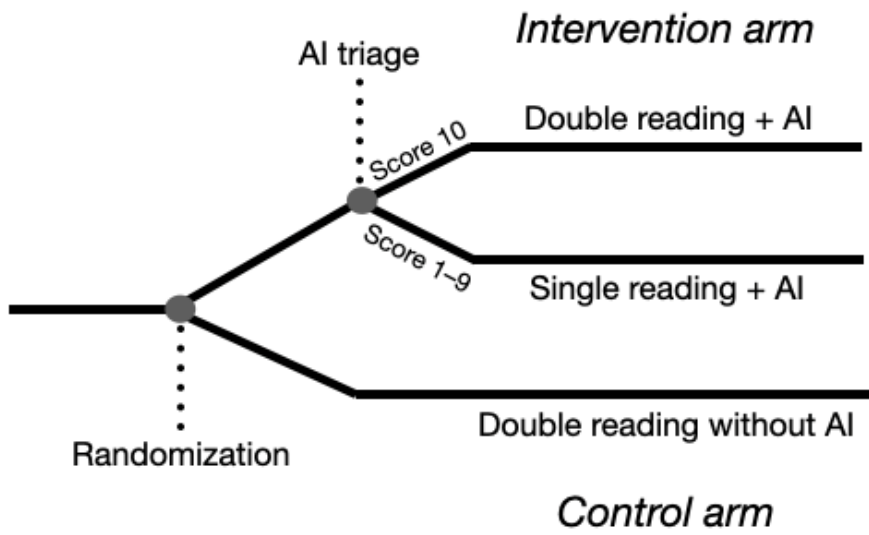 Intervention arm
AI triage
Double reading + AI
Score 10
Score 1–9
Single reading + AI
Double reading without AI
Randomization
Control arm